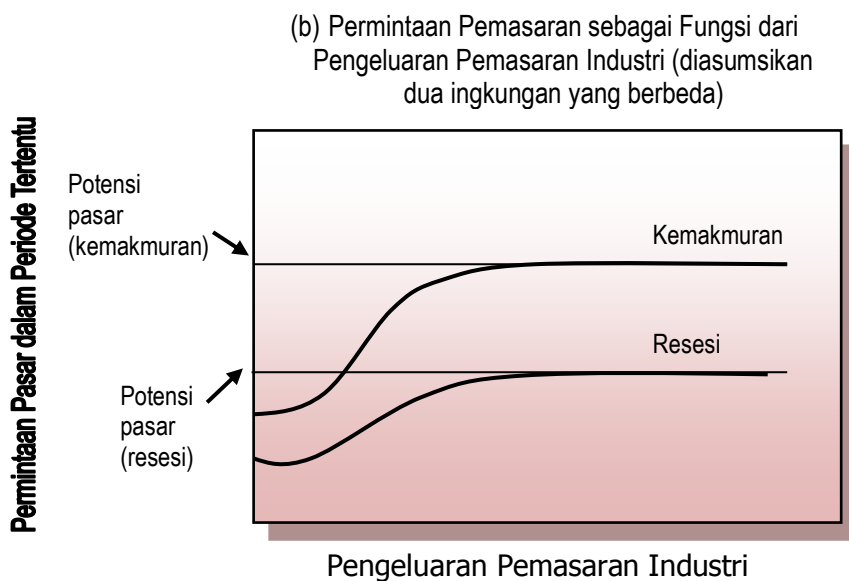 (b) Permintaan Pemasaran sebagai Fungsi dari
Pengeluaran Pemasaran Industri (diasumsikan
dua ingkungan yang berbeda)
Permintaan Pasar dalam Periode Tertentu
Potensi
pasar
(kemakmuran)
Kemakmuran
Resesi
Potensi
pasar
(resesi)
Pengeluaran Pemasaran Industri